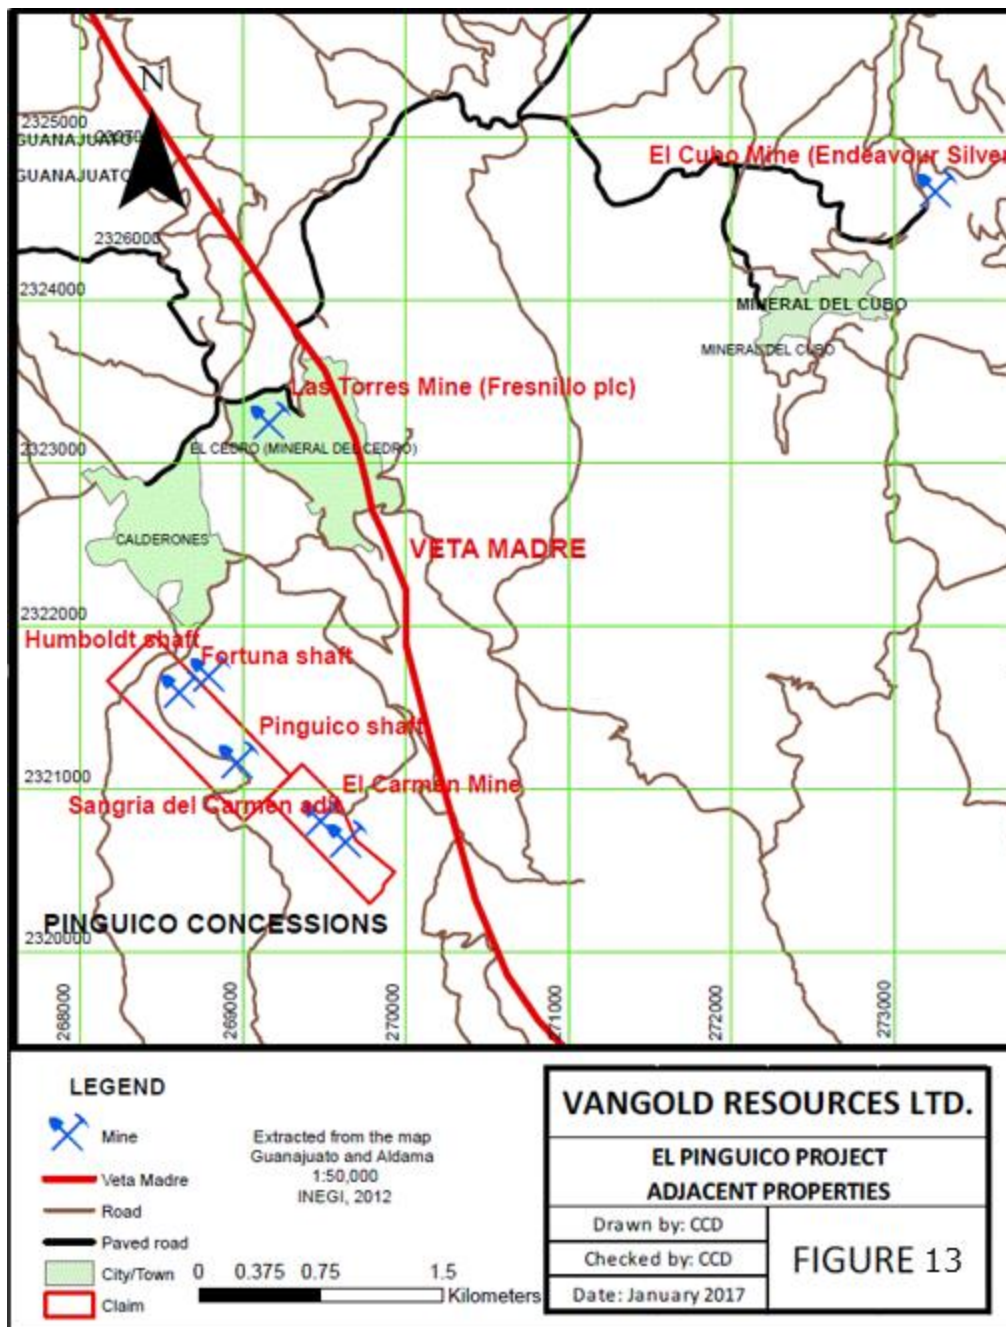 N
2325000
GUANAJUATO
GUANAJUATO
2326000
El Cubo Mine (Endeavour Silver
2324000
MINERAL DEL CUBO
MINERAL DEL CUBO
Las Torres Mine (Fresnillo plc)
EL CEDRO (MINERAL DEL CEDRO)
2323000
CALDERONES
VETA MADRE
2322000
Humboldt shaft
Fortuna shaft
Pinguico shaft
2321000
El Carmen Mine
Sangria del Carmen adit
PINGUICO CONCESSIONS
2320000
268000
269000
270000
271000
272000
273000
LEGEND
Mine
Veta Madre
Road
Paved road
City/Town
Claim
Extracted from the map
Guanajuato and Aldama
1:50,000
INEGI, 2012
0 0.375 0.75 1.5
Kilometers
VANGOLD RESOURCES LTD.
EL PINGUICO PROJECT
ADJACENT PROPERTIES
Drawn by: CCD
Checked by: CCD
Date: January 2017
FIGURE 13